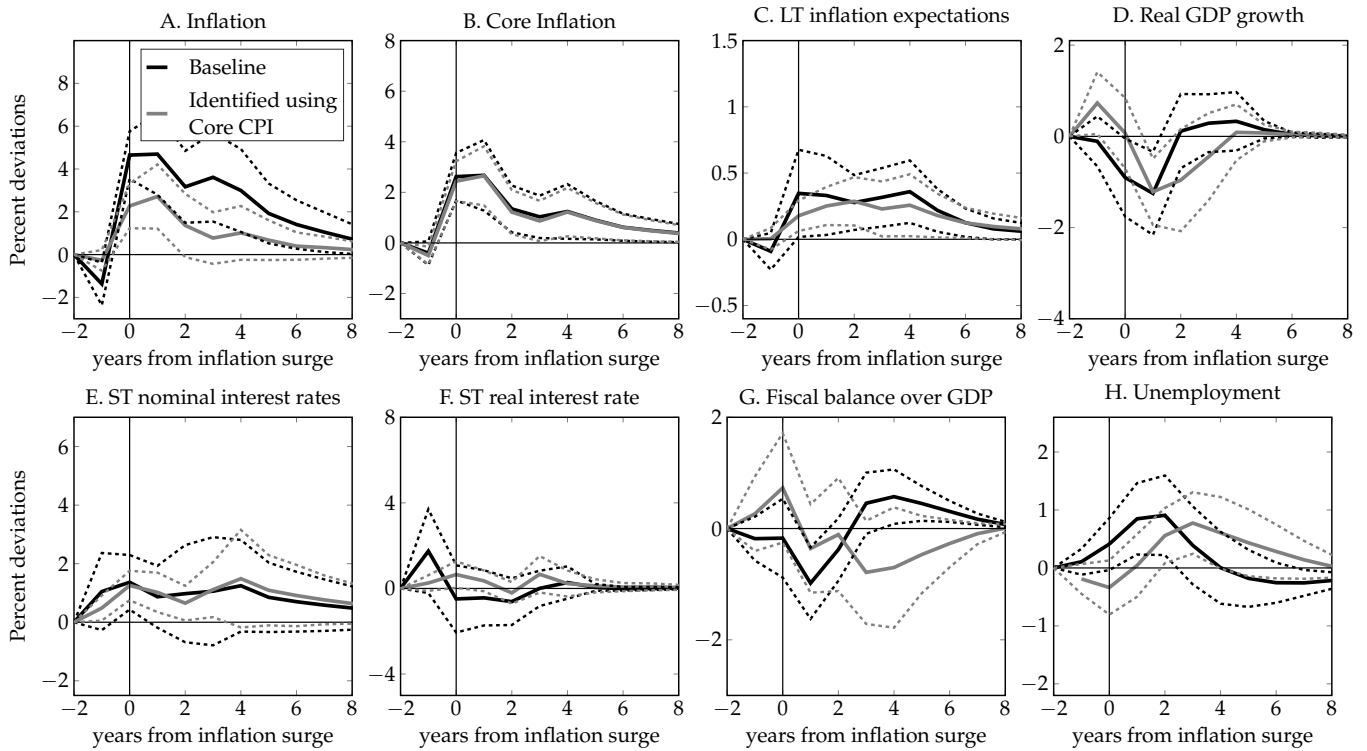 A. Inflation
B. Core Inflation
C. LT inflation expectations
D. Real GDP growth
Percent deviations
8
6
4
2
0
−2
Baseline
Identified using
Core CPI
−2 0 2 4 6 8
years from inflation surge
8
6
4
2
0
−2
−2 0 2 4 6 8
years from inflation surge
1.5
1
0.5
0
−0.5
−2 0 2 4 6 8
years from inflation surge
2
0
−2
−4
−2 0 2 4 6 8
years from inflation surge
E. ST nominal interest rates
F. ST real interest rate
G. Fiscal balance over GDP
H. Unemployment
Percent deviations
6
4
2
0
−2
−2 0 2 4 6 8
years from inflation surge
8
4
0
−4
−2 0 2 4 6 8
years from inflation surge
2
0
−2
−2 0 2 4 6 8
years from inflation surge
2
1
0
−1
−2
−2 0 2 4 6 8
years from inflation surge